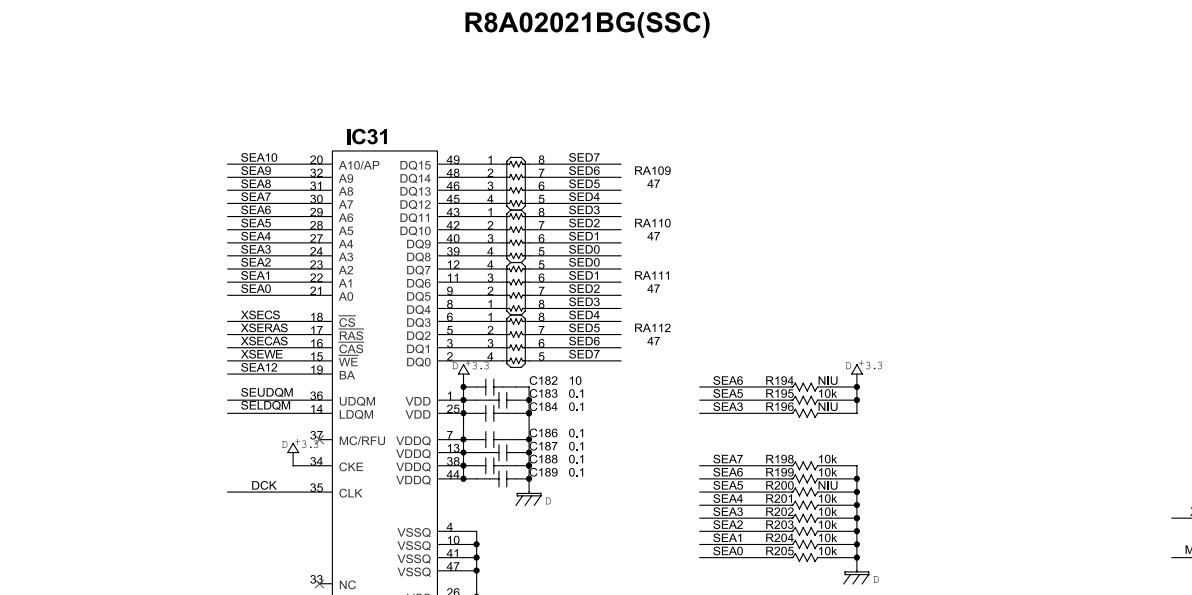 R8A02021BG(SSC)
IC31
SEA10 20 A10/AP DQ15 49 1 8 SED7
SEA9 32 A9 DQ14 48 2 7 SED6 RA109
SEA8 31 A8 DQ13 46 3 6 SED5 47
SEA7 30 A7 DQ12 45 4 5 SED4
SEA6 29 A6 DQ11 43 1 8 SED3
SEA5 28 A5 DQ10 42 2 7 SED2 RA110
SEA4 27 A4 DQ9 40 3 6 SED1 47
SEA3 24 A3 DQ8 39 4 5 SED0
SEA2 23 A2 DQ7 12 4 5 SED0
SEA1 22 A1 DQ6 11 3 6 SED1 RA111
SEA0 21 A0 DQ5 9 2 7 SED2 47
DQ4 8 1 8 SED3
XSECS 18 CS DQ3 6 1 8 SED4
XSERAS 17 RAS DQ2 5 2 7 SED5 RA112
XSECAS 16 CAS DQ1 3 3 6 SED6 47
XSEWE 15 WE DQ0 2 4 5 SED7
SEA12 19 BA D +3.3
SEUDQM 36 UDQM VDD 1
SELDQM 14 LDQM VDD 25
C182 10
C183 0.1
C184 0.1
37 MC/RFU VDDQ 7 C186 0.1
D +3.3 VDDQ 13 C187 0.1
34 CKE VDDQ 38 C188 0.1
VDDQ 44 C189 0.1
DCK 35 CLK
D
VSSQ 4
VSSQ 10
VSSQ 41
VSSQ 47
33 NC
26
D +3.3
SEA6 R194 NIU
SEA5 R195 10k
SEA3 R196 NIU
SEA7 R198 10k
SEA6 R199 10k
SEA5 R200 NIU
SEA4 R201 10k
SEA3 R202 10k
SEA2 R203 10k
SEA1 R204 10k
SEA0 R205 10k
D